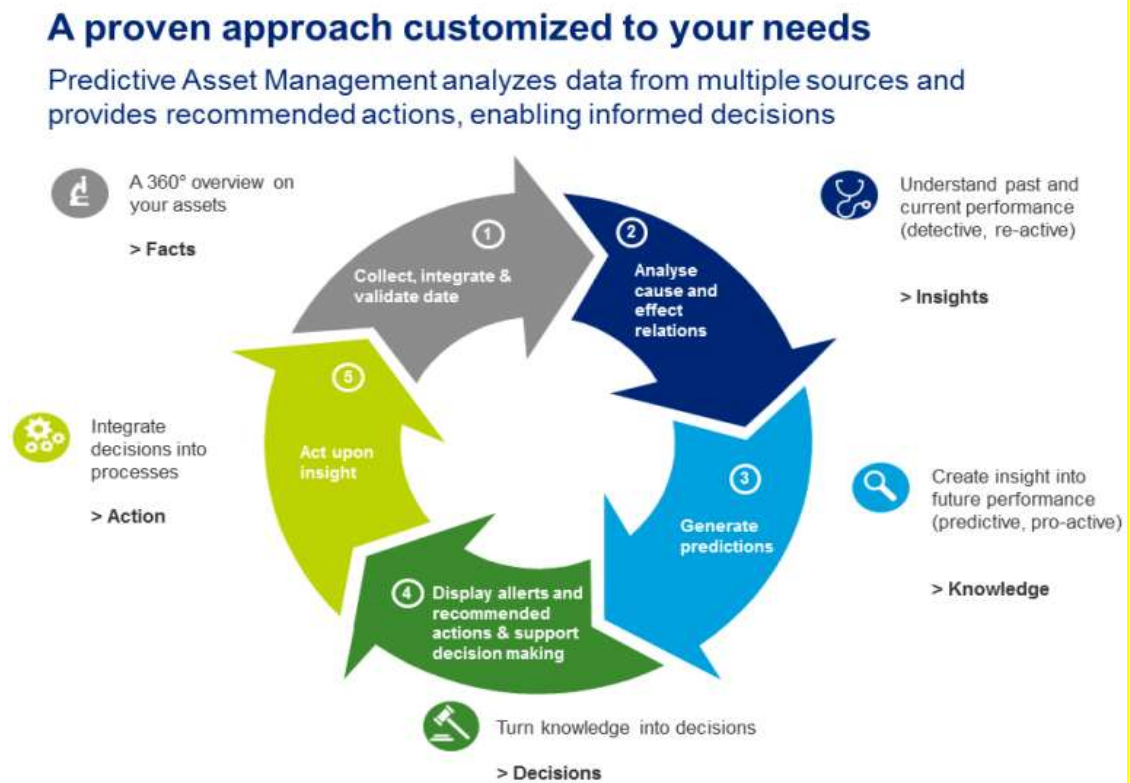 A proven approach customized to your needs
Predictive Asset Management analyzes data from multiple sources and
provides recommended actions, enabling informed decisions
A 360° overview on
your assets
> Facts
1
Collect, integrate &
validate date
2
Analyse
cause and
effect
relations
Understand past and
current performance
(detective, re-active)
> Insights
3
Generate
predictions
Create insight into
future performance
(predictive, pro-active)
> Knowledge
4
Display allerts and
recommended
actions & support
decision making
Turn knowledge into decisions
> Decisions
5
Act upon
insight
Integrate
decisions into
processes
> Action